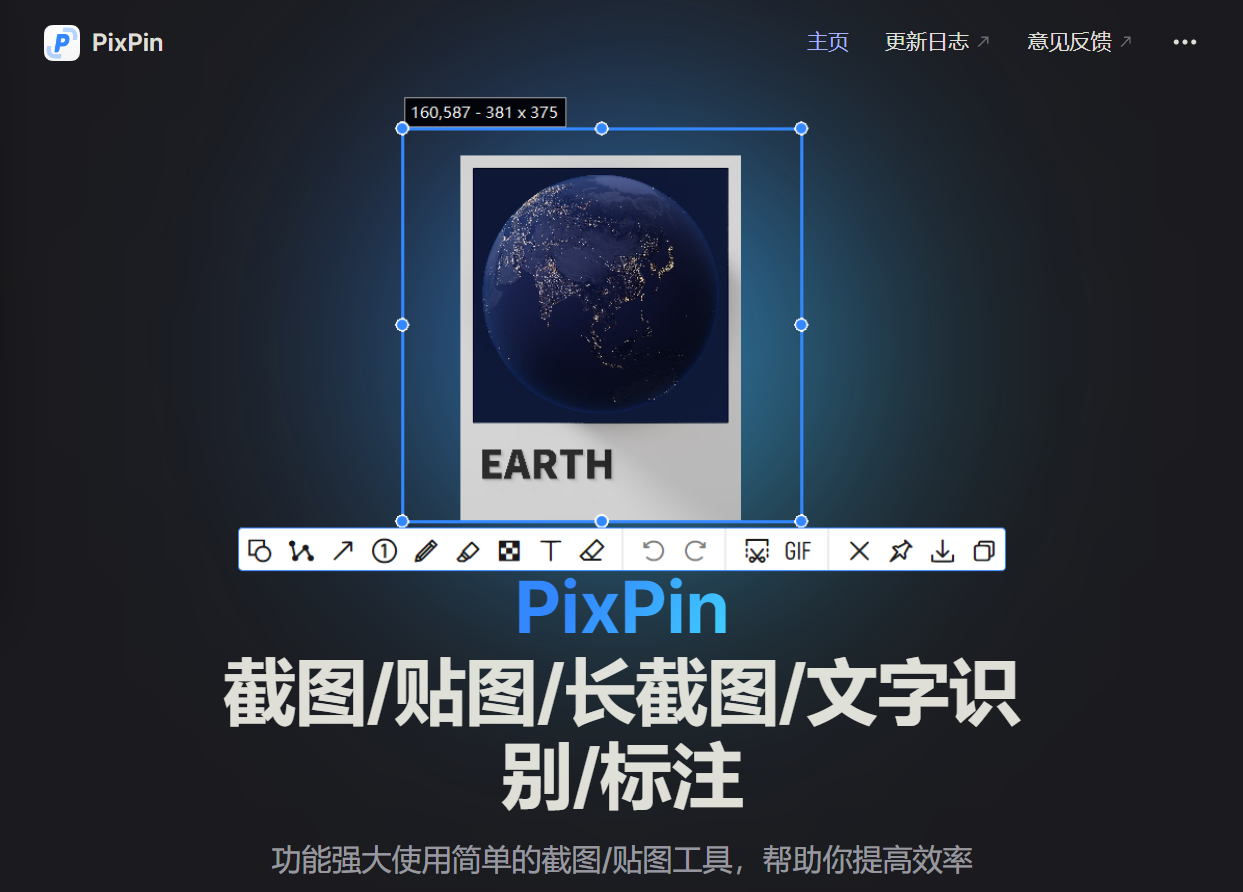 PixPin
主页 更新日志 意见反馈
160,587 - 381 x 375
EARTH
GIF
PixPin
截图/贴图/长截图/文字识
别/标注
功能强大使用简单的截图/贴图工具，帮助你提高效率